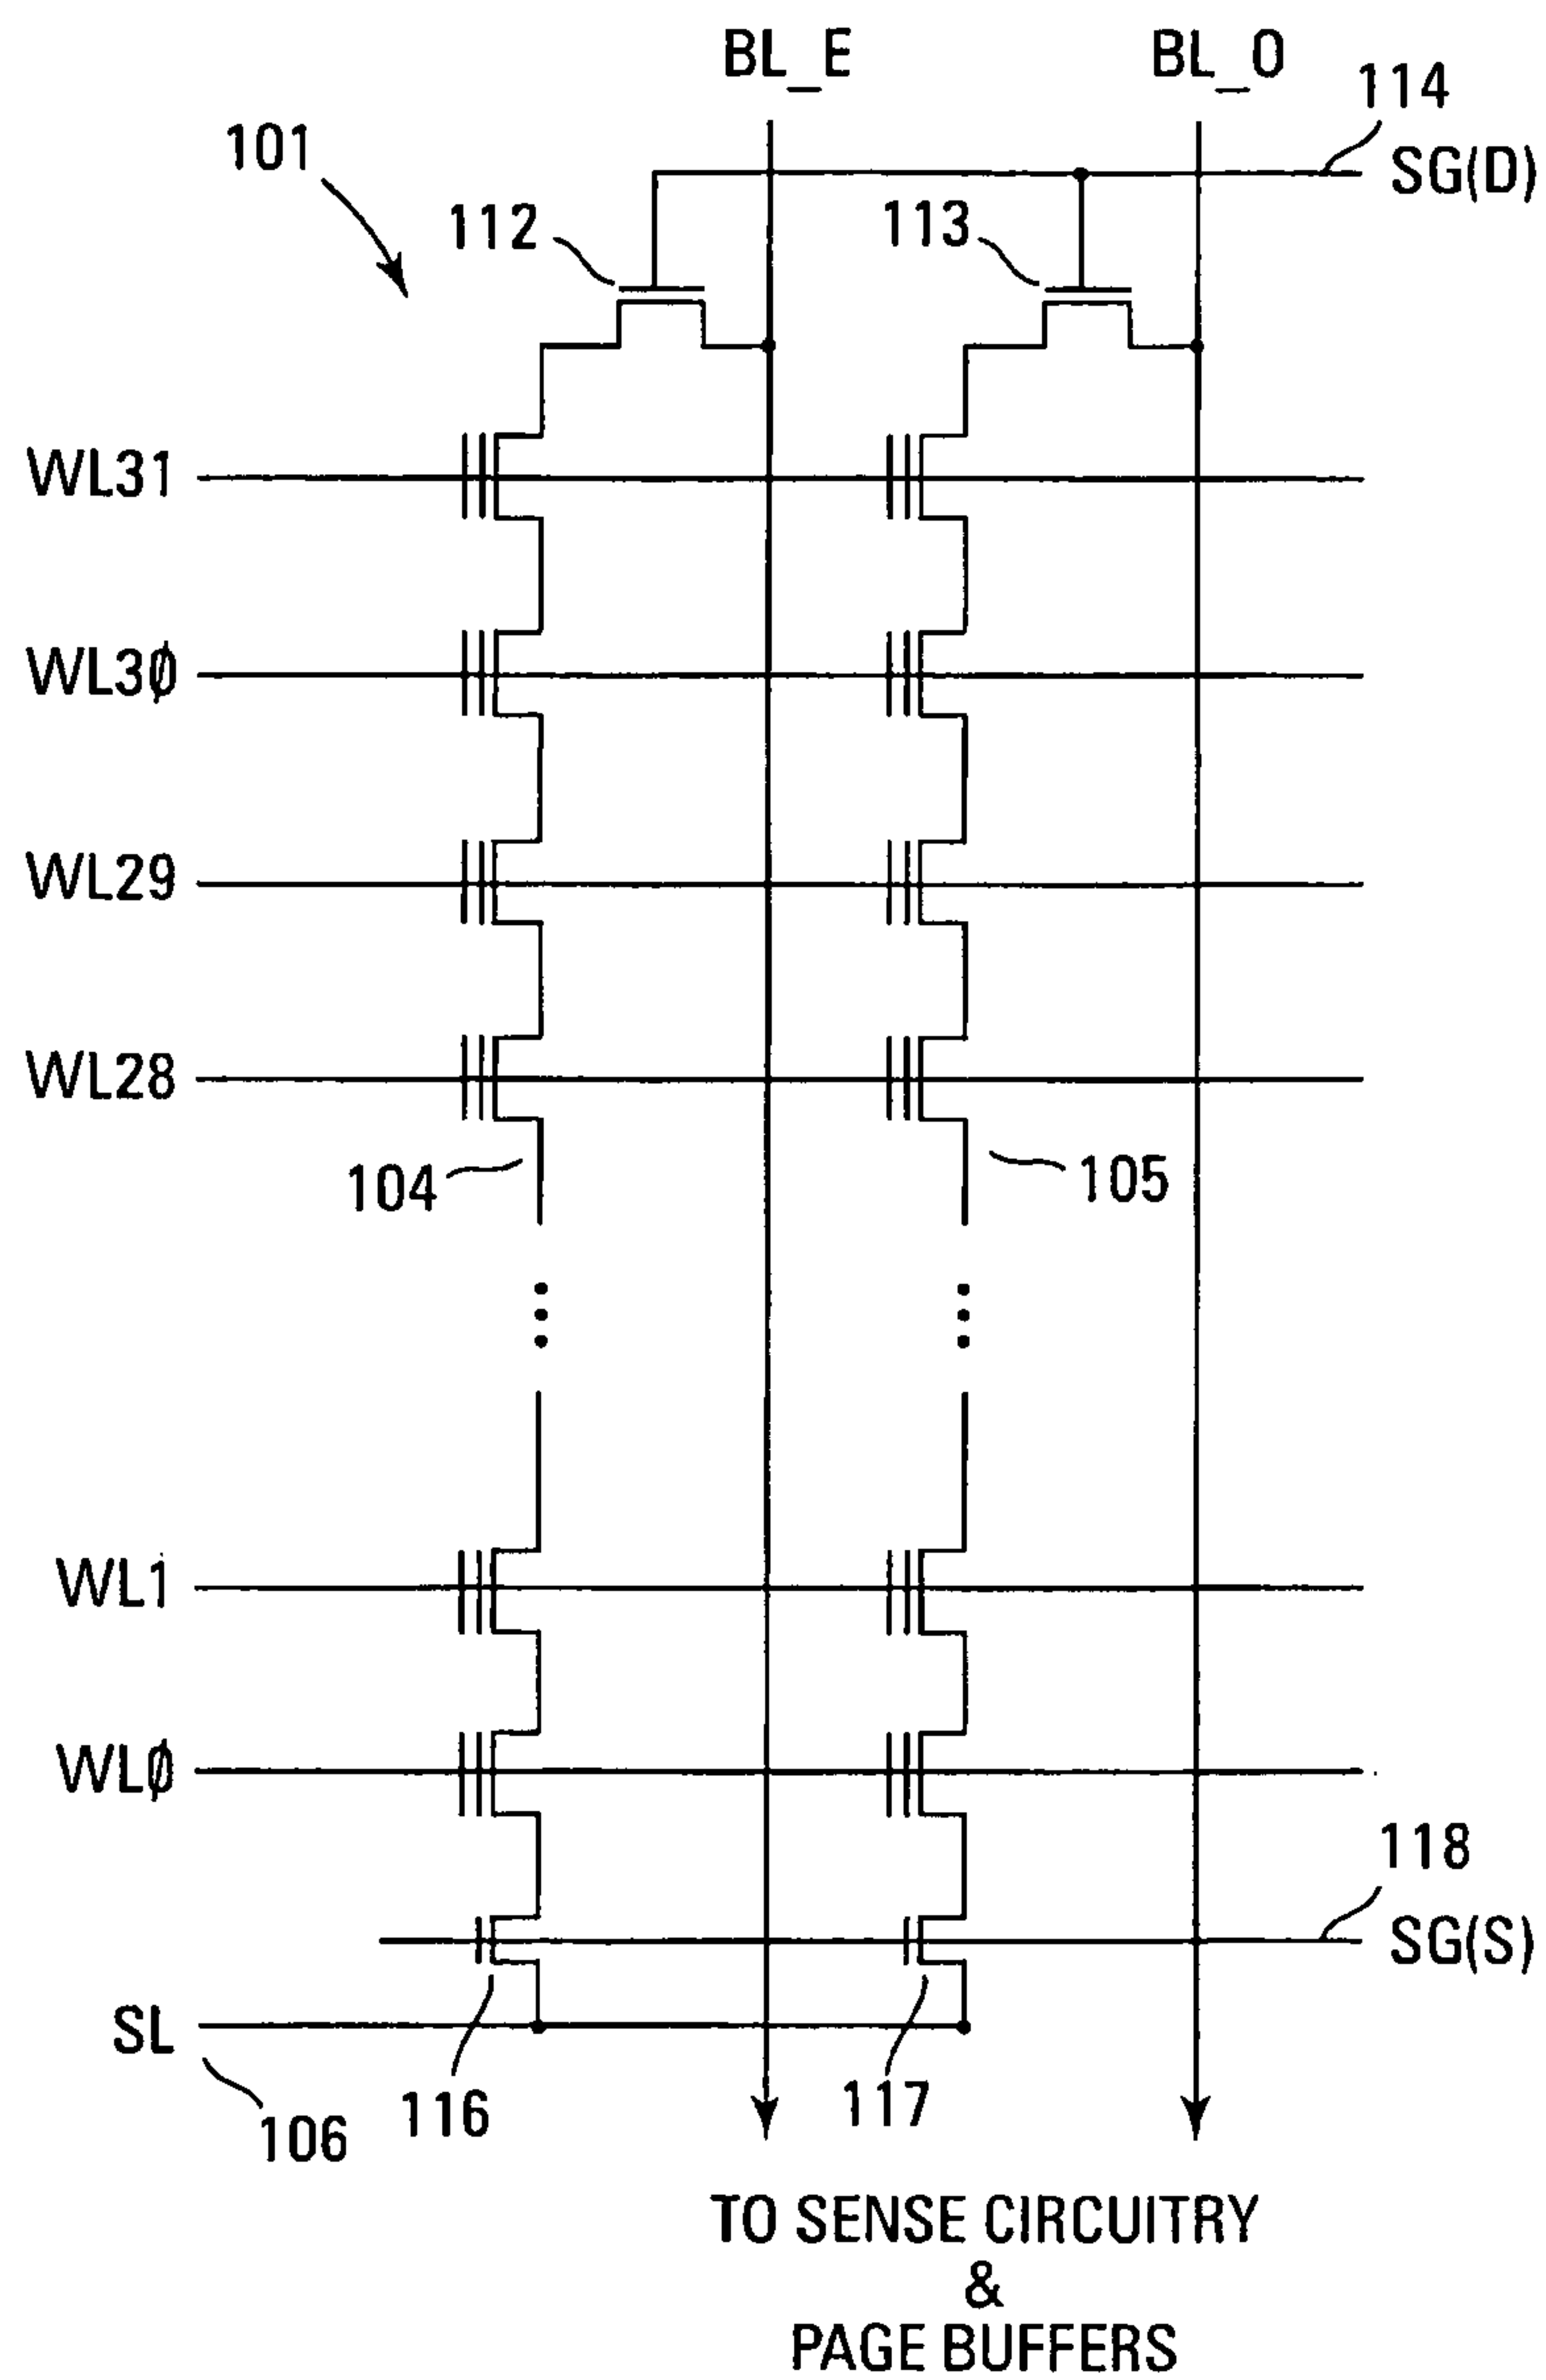 BL_E
BL_O
114
SG(D)
101
112
113
WL31
WL3Ø
WL29
WL28
104
105
WL1
WLØ
118
SG(S)
SL
116
117
106
TO SENSE CIRCUITRY
&
PAGE BUFFERS